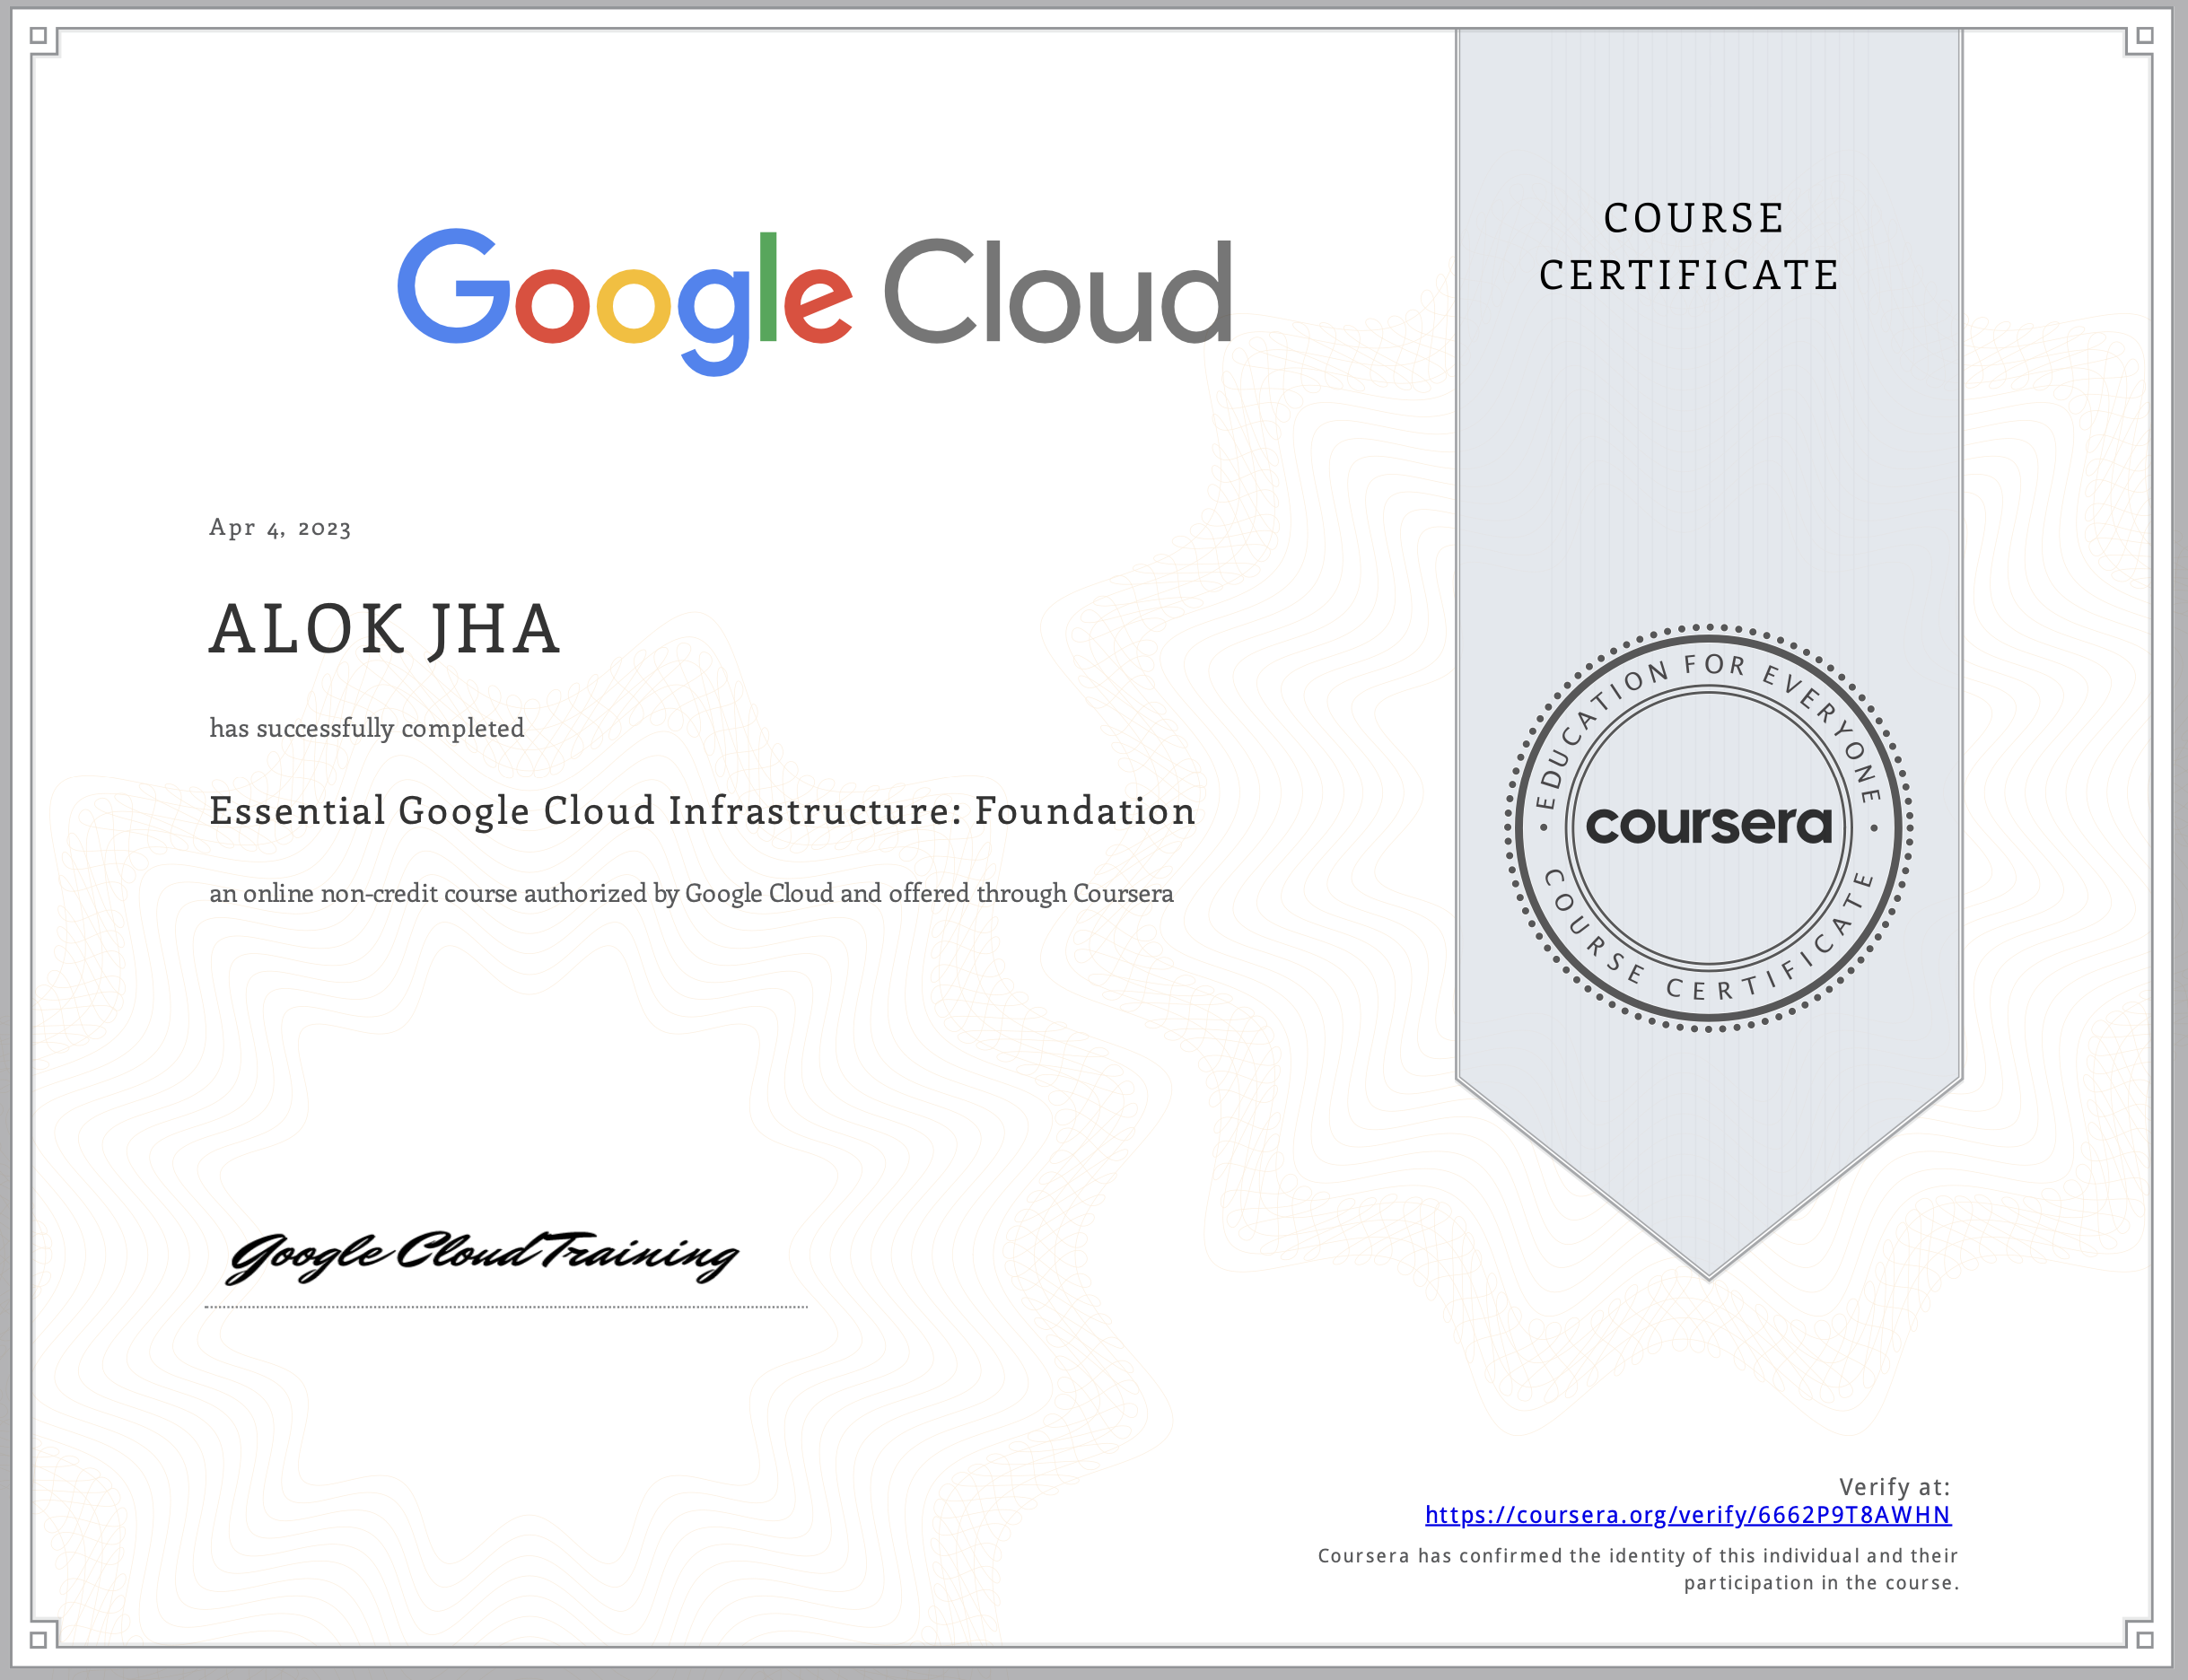 Google Cloud
COURSE
CERTIFICATE
Apr 4, 2023
ALOK JHA
has successfully completed
Essential Google Cloud Infrastructure: Foundation
an online non-credit course authorized by Google Cloud and offered through Coursera
EDUCATION FOR EVERYONE
coursera
COURSE CERTIFICATE
Google Cloud Training
Verify at:
https://coursera.org/verify/6662P9T8AWHN
Coursera has confirmed the identity of this individual and their
participation in the course.